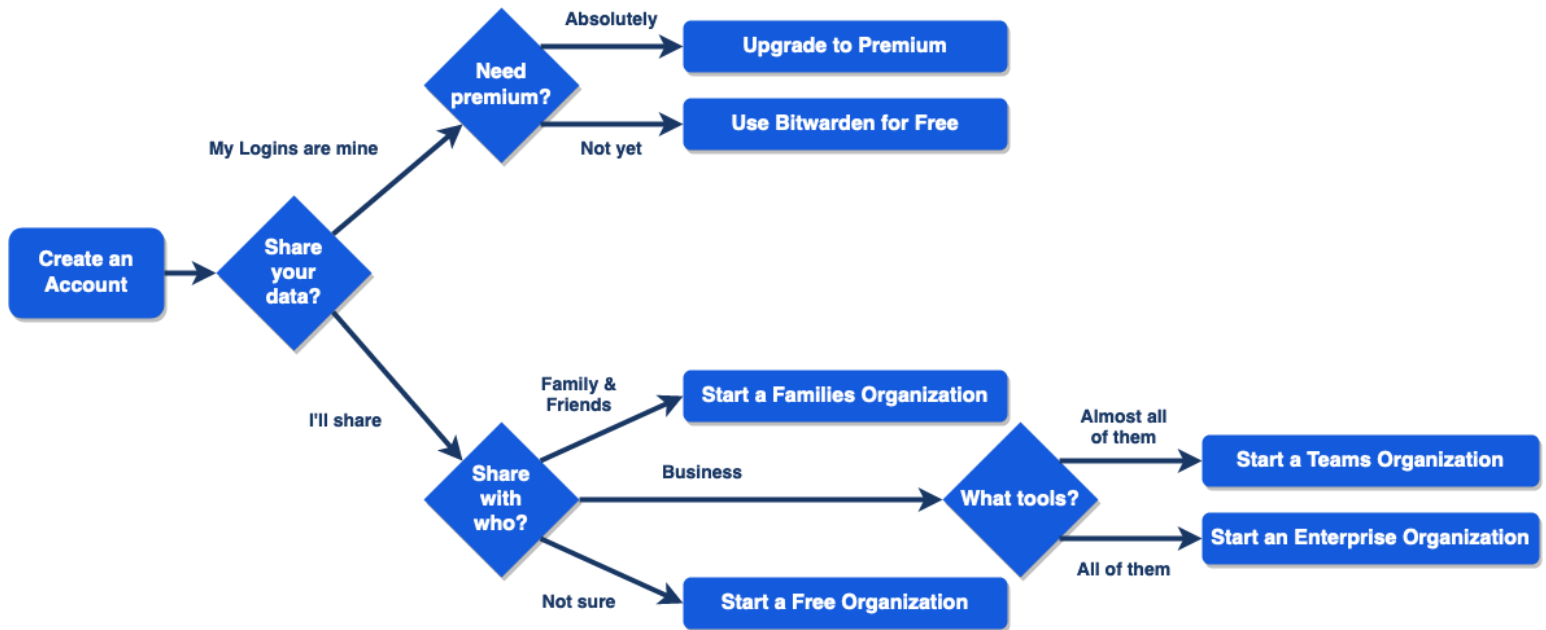 Absolutely
Upgrade to Premium
Need
premium?
Use Bitwarden for Free
Not yet
My Logins are mine
Create an
Account
Share
your
data?
I'll share
Family &
Friends
Start a Families Organization
Share
with
who?
Business
What tools?
Almost all
of them
Start a Teams Organization
Start an Enterprise Organization
All of them
Not sure
Start a Free Organization